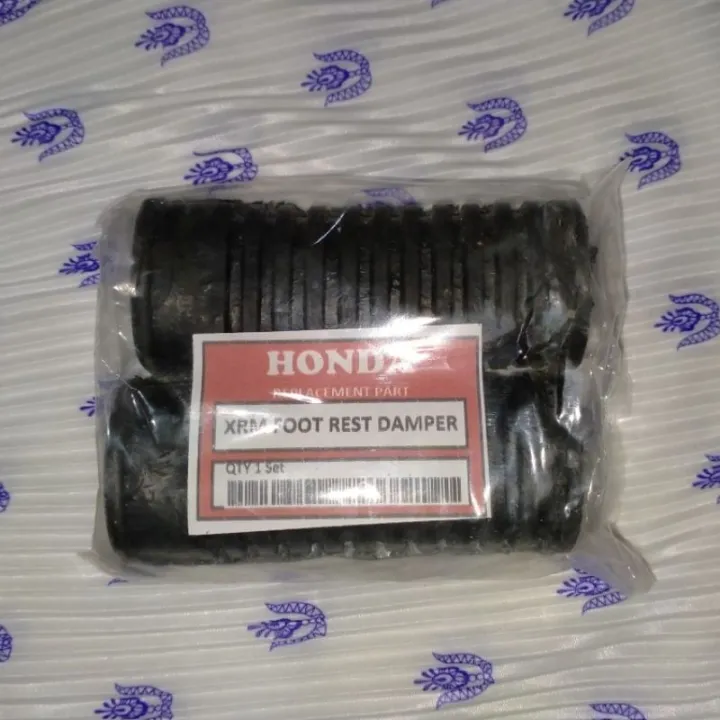 HONDA
REPLACEMENT PART
XRM FOOT REST DAMPER
QTY 1 Set